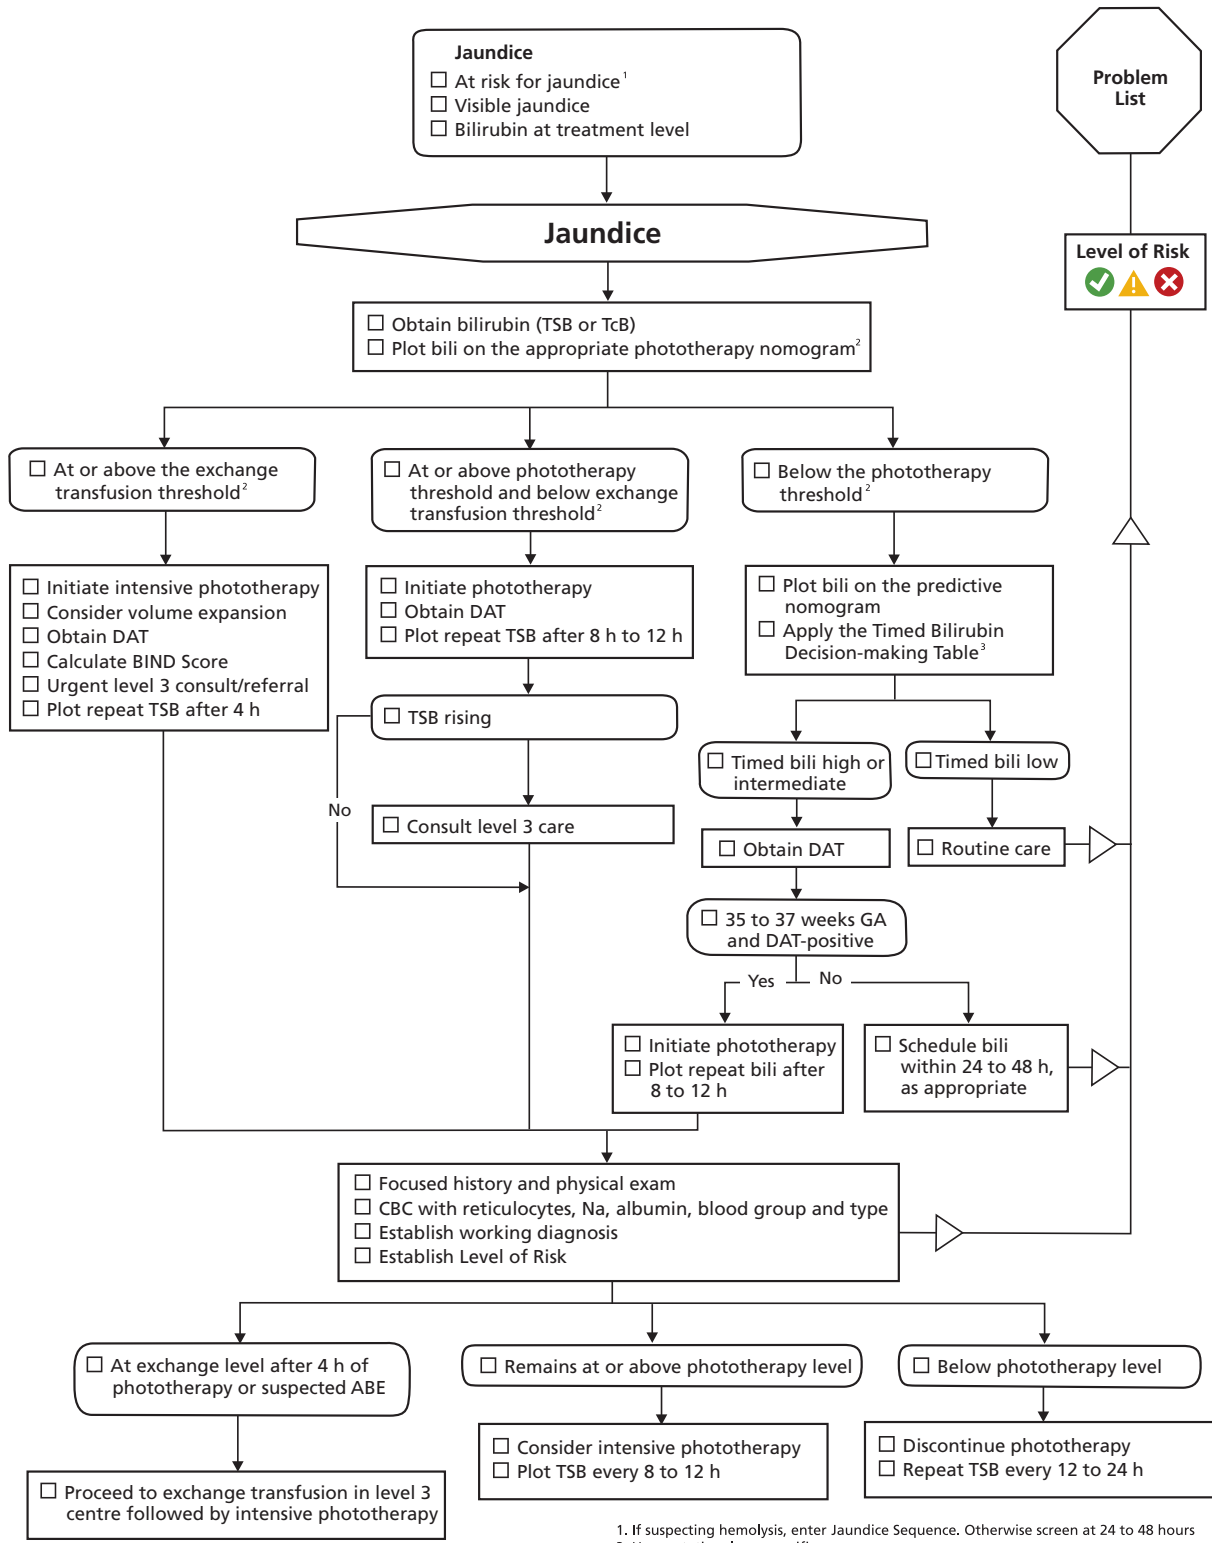 Jaundice
☐ At risk for jaundice¹
☐ Visible jaundice
☐ Bilirubin at treatment level
Problem
List
Jaundice
Level of Risk
☐ Obtain bilirubin (TSB or TcB)
☐ Plot bili on the appropriate phototherapy nomogram²
☐ At or above the exchange
transfusion threshold²
☐ At or above phototherapy
threshold and below exchange
transfusion threshold²
☐ Below the phototherapy
threshold²
☐ Initiate intensive phototherapy
☐ Consider volume expansion
☐ Obtain DAT
☐ Calculate BIND Score
☐ Urgent level 3 consult/referral
☐ Plot repeat TSB after 4 h
☐ Initiate phototherapy
☐ Obtain DAT
☐ Plot repeat TSB after 8 h to 12 h
☐ Plot bili on the predictive
nomogram
☐ Apply the Timed Bilirubin
Decision-making Table³
☐ TSB rising
No
☐ Consult level 3 care
☐ Timed bili high or
intermediate
☐ Timed bili low
☐ Obtain DAT
☐ Routine care
☐ 35 to 37 weeks GA
and DAT-positive
Yes
No
☐ Initiate phototherapy
☐ Plot repeat bili after
8 to 12 h
☐ Schedule bili
within 24 to 48 h,
as appropriate
☐ Focused history and physical exam
☐ CBC with reticulocytes, Na, albumin, blood group and type
☐ Establish working diagnosis
☐ Establish Level of Risk
☐ At exchange level after 4 h of
phototherapy or suspected ABE
☐ Remains at or above phototherapy level
☐ Below phototherapy level
☐ Proceed to exchange transfusion in level 3
centre followed by intensive phototherapy
☐ Consider intensive phototherapy
☐ Plot TSB every 8 to 12 h
☐ Discontinue phototherapy
☐ Repeat TSB every 12 to 24 h
1. If suspecting hemolysis, enter Jaundice Sequence. Otherwise screen at 24 to 48 hours